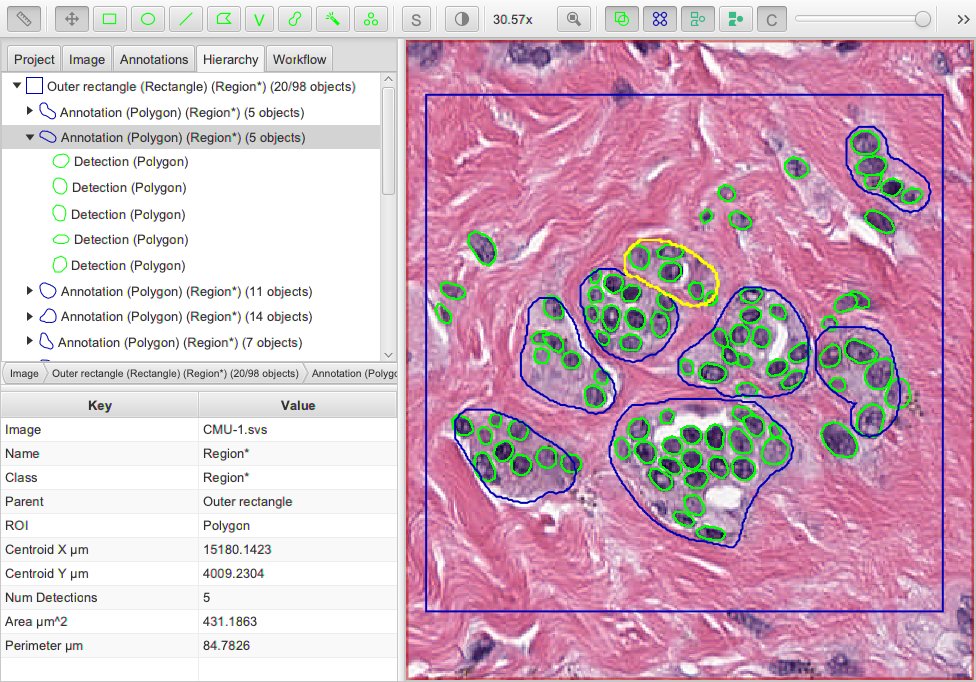 S
30.57x
C
Project
Image
Annotations
Hierarchy
Workflow
Outer rectangle (Rectangle) (Region*) (20/98 objects)
Annotation (Polygon) (Region*) (5 objects)
Annotation (Polygon) (Region*) (5 objects)
Detection (Polygon)
Detection (Polygon)
Detection (Polygon)
Detection (Polygon)
Detection (Polygon)
Annotation (Polygon) (Region*) (11 objects)
Annotation (Polygon) (Region*) (14 objects)
Annotation (Polygon) (Region*) (7 objects)
Image Outer rectangle (Rectangle) (Region*) (20/98 objects) Annotation (Polygo
Key Value
Image CMU-1.svs
Name Region*
Class Region*
Parent Outer rectangle
ROI Polygon
Centroid X µm 15180.1423
Centroid Y µm 4009.2304
Num Detections 5
Area µm^2 431.1863
Perimeter µm 84.7826